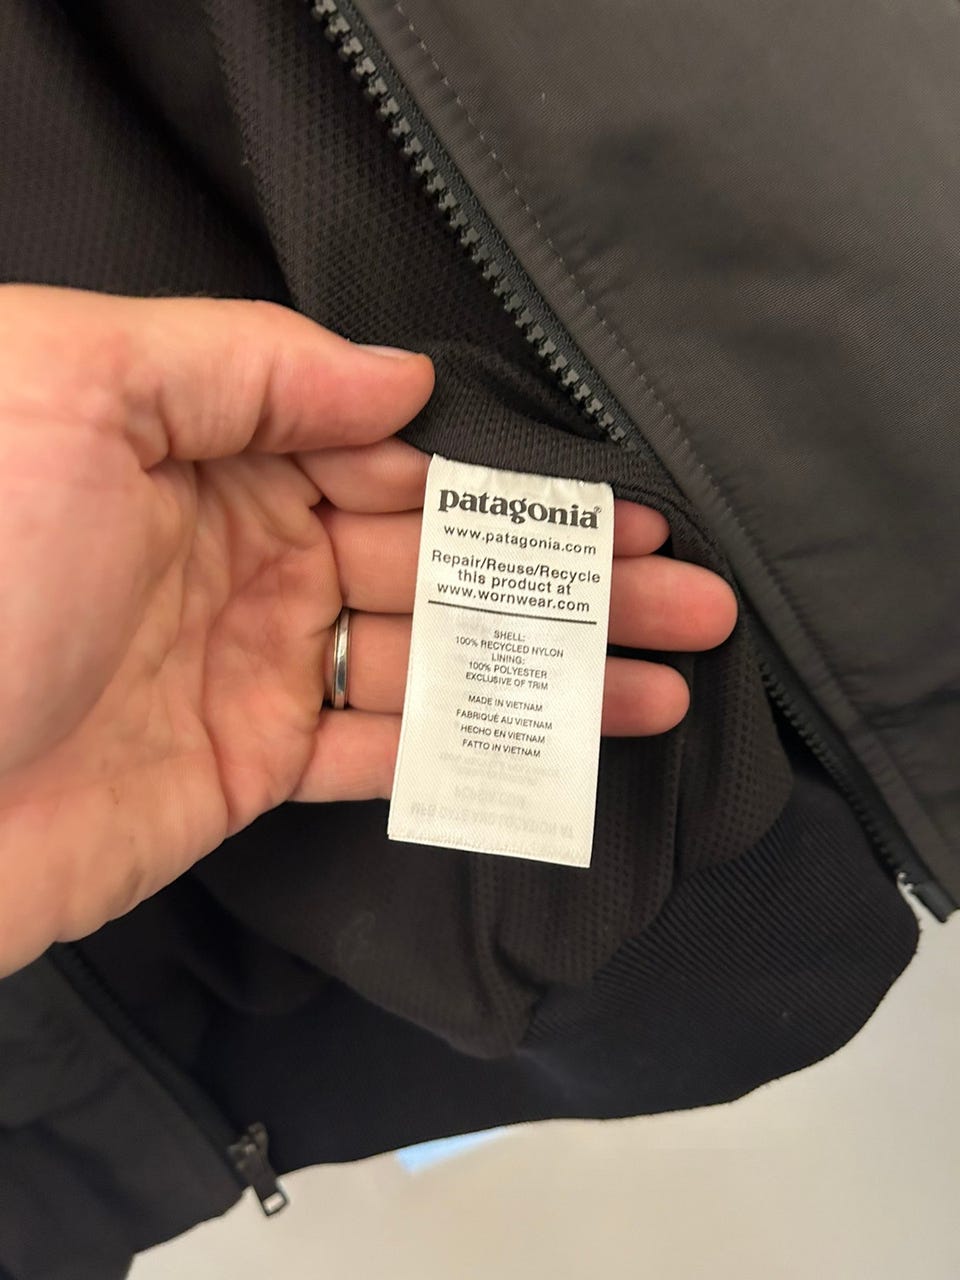 patagonia®
www.patagonia.com
Repair/Reuse/Recycle
this product at
www.wornwear.com
SHELL:
100% RECYCLED NYLON
LINING:
100% POLYESTER
EXCLUSIVE OF TRIM
MADE IN VIETNAM
FABRIQUÉ AU VIETNAM
HECHO EN VIETNAM
FATTO IN VIETNAM